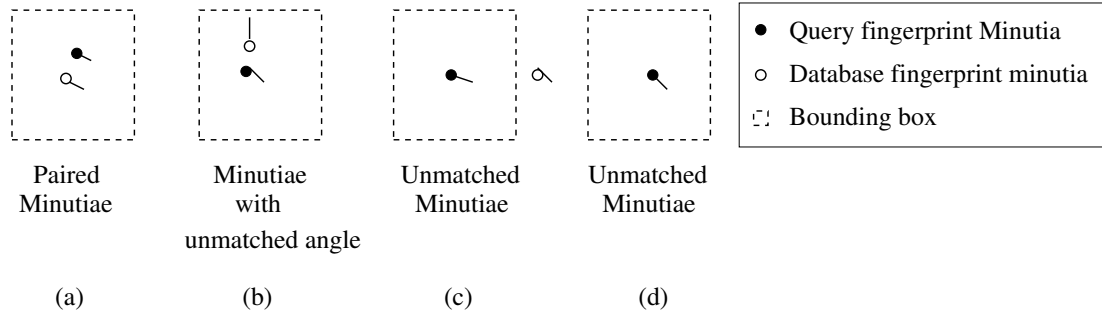 Query fingerprint Minutia
Database fingerprint minutia
Bounding box
Paired
Minutiae
(a)
Minutiae
with
unmatched angle
(b)
Unmatched
Minutiae
(c)
Unmatched
Minutiae
(d)